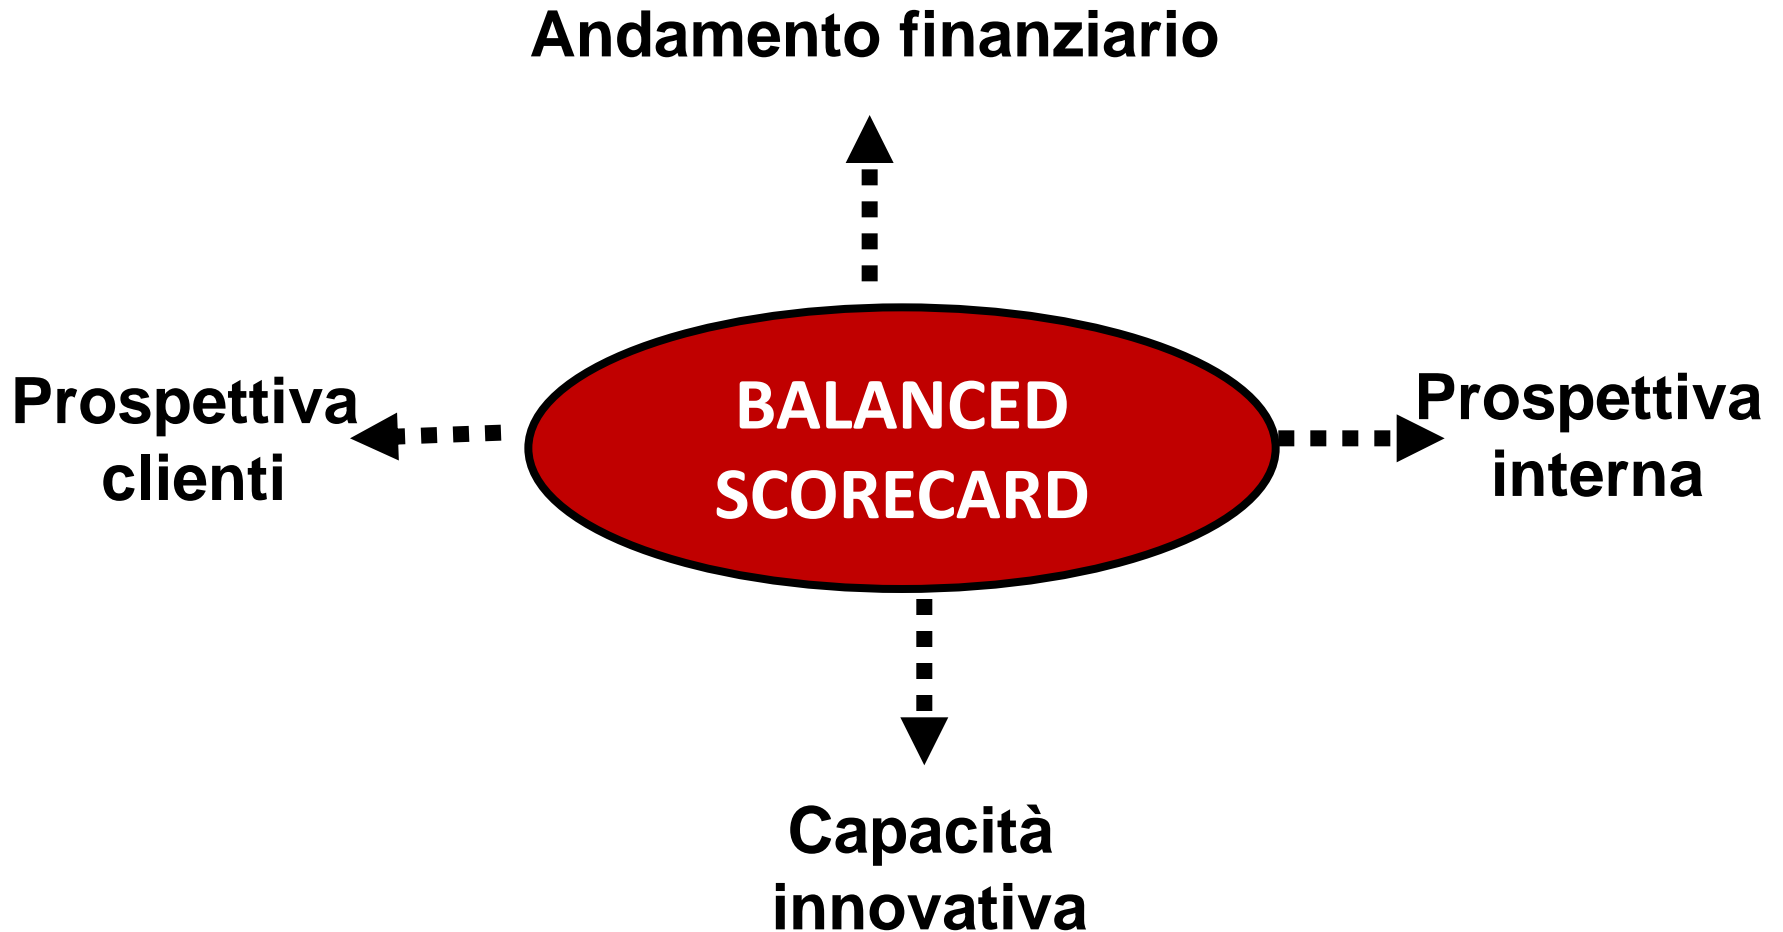 Andamento finanziario
Prospettiva
clienti
BALANCED
SCORECARD
Prospettiva
interna
Capacità
innovativa